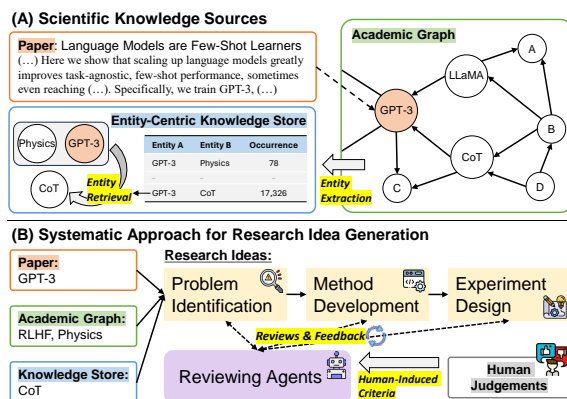 (A) Scientific Knowledge Sources
Paper: Language Models are Few-Shot Learners
(...) Here we show that scaling up language models greatly
improves task-agnostic, few-shot performance, sometimes
even reaching (...). Specifically, we train GPT-3, (...)
Entity-Centric Knowledge Store
Physics
GPT-3
CoT
Entity
Retrieval
Entity A Entity B Occurrence
GPT-3 Physics 78
.. .. ..
GPT-3 CoT 17,326
Entity
Extraction
Academic Graph
A
LLaMA
GPT-3
B
CoT
C
D
(B) Systematic Approach for Research Idea Generation
Paper:
GPT-3
Academic Graph:
RLHF, Physics
Knowledge Store:
CoT
Research Ideas:
Problem
Identification
Method
Development
Experiment
Design
Reviews & Feedback
Reviewing Agents
Human-Induced
Criteria
Human
Judgements